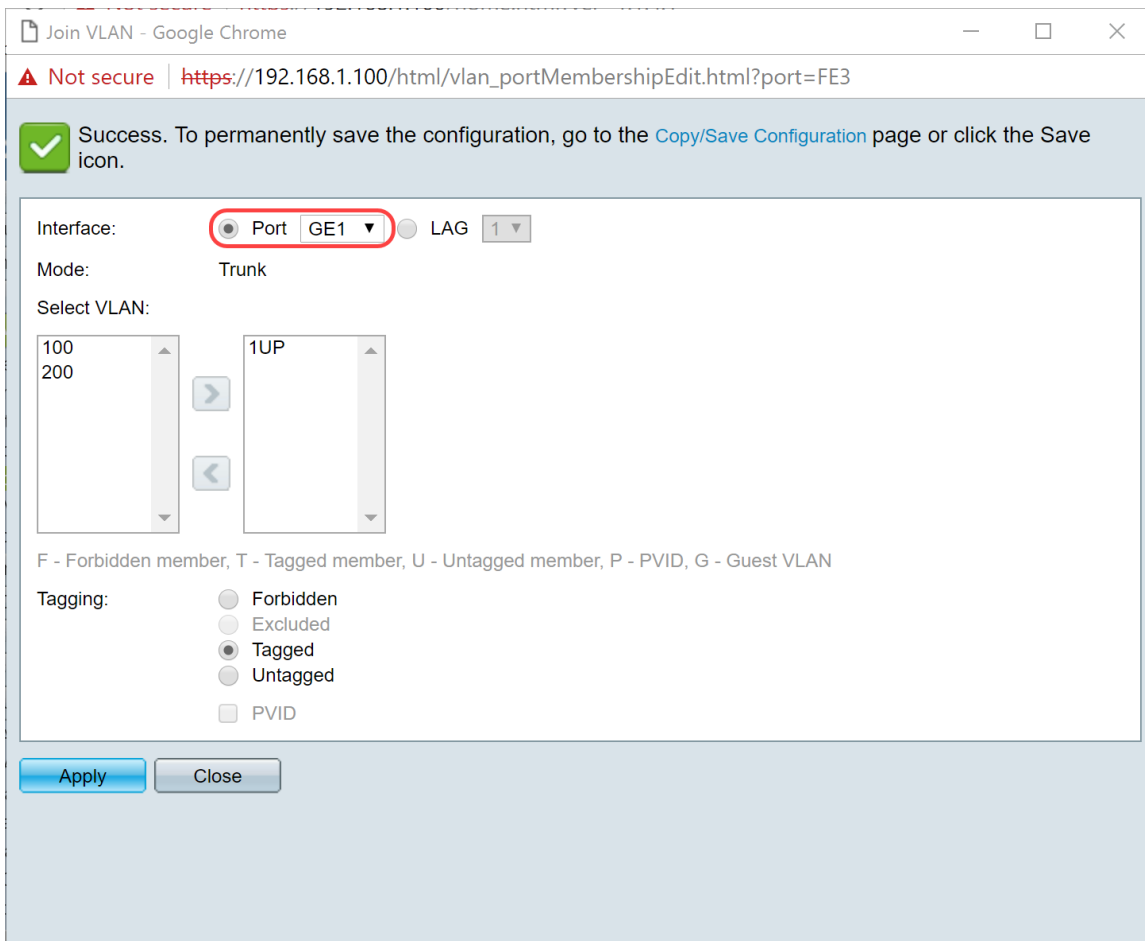 Join VLAN - Google Chrome
Not secure https://192.168.1.100/html/vlan_portMembershipEdit.html?port=FE3
Success. To permanently save the configuration, go to the Copy/Save Configuration page or click the Save
icon.
Interface: Port GE1 LAG 1
Mode: Trunk
Select VLAN:
100 1UP
200
F - Forbidden member, T - Tagged member, U - Untagged member, P - PVID, G - Guest VLAN
Tagging: Forbidden
Excluded
Tagged
Untagged
PVID
Apply Close